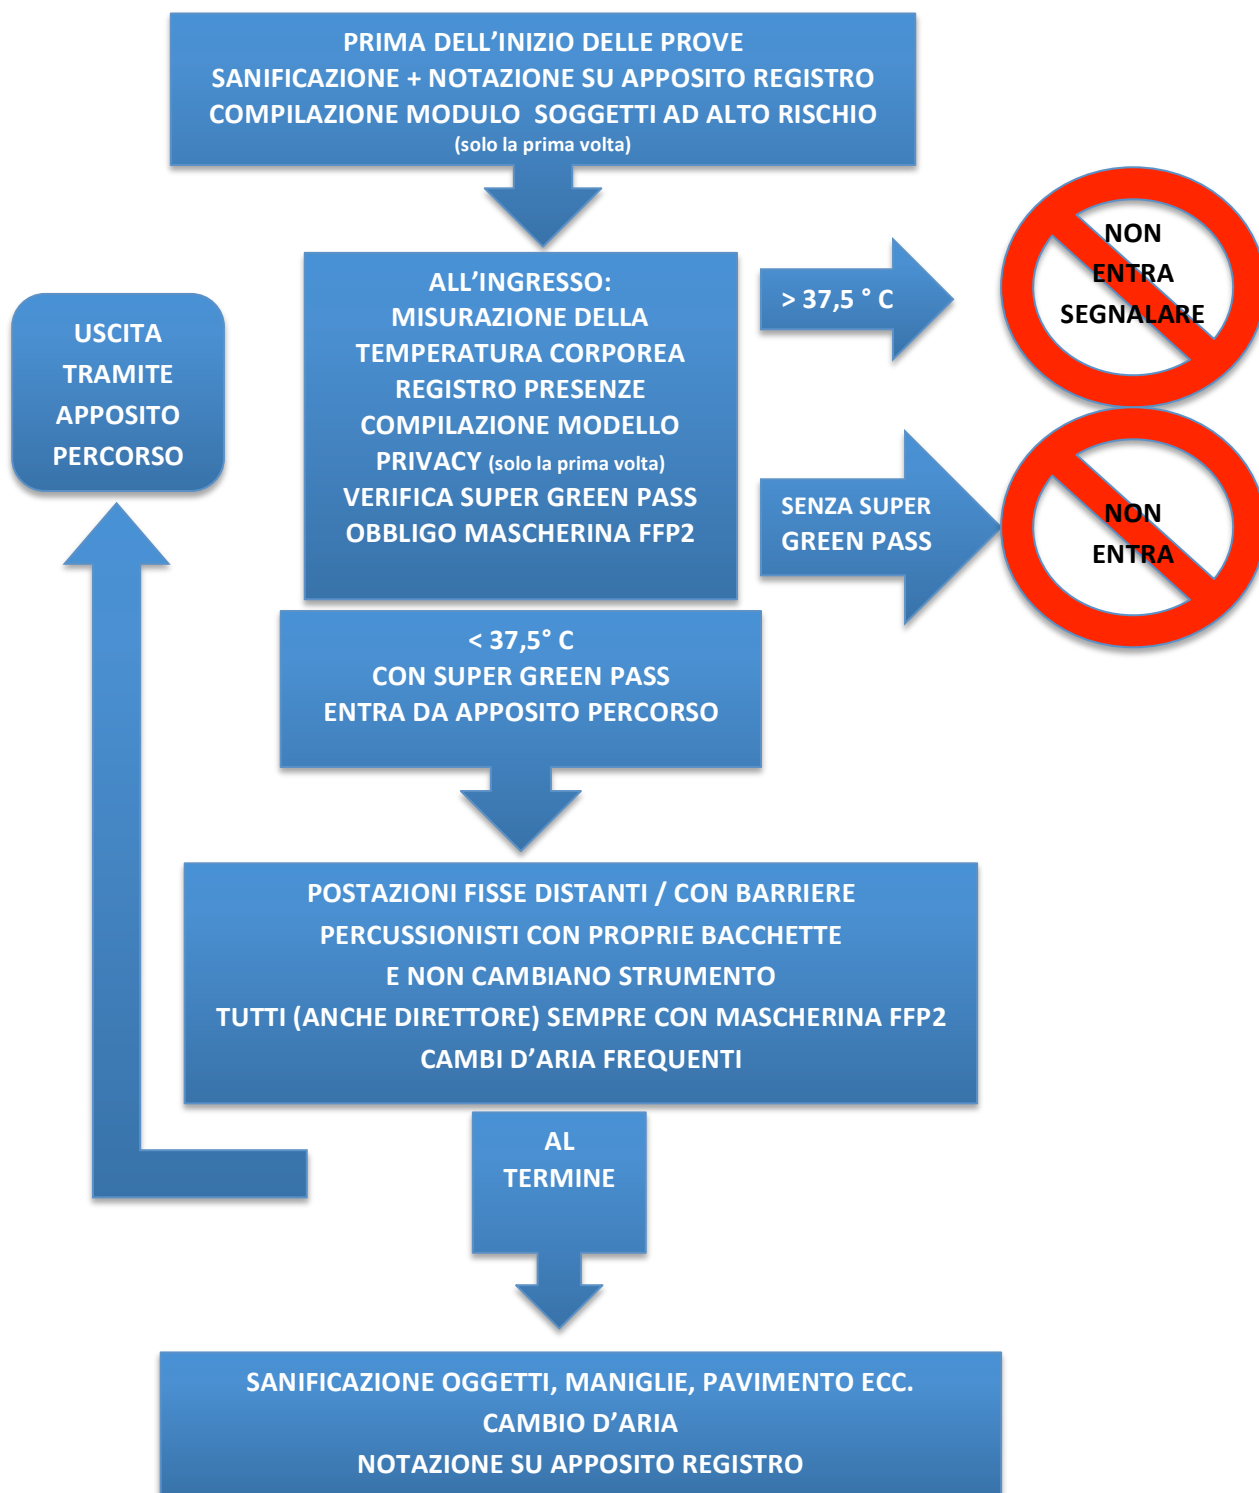 PRIMA DELL’INIZIO DELLE PROVE
SANIFICAZIONE + NOTAZIONE SU APPOSITO REGISTRO
COMPILAZIONE MODULO SOGGETTI AD ALTO RISCHIO
(solo la prima volta)
ALL’INGRESSO:
MISURAZIONE DELLA
TEMPERATURA CORPOREA
REGISTRO PRESENZE
COMPILAZIONE MODELLO
PRIVACY (solo la prima volta)
VERIFICA SUPER GREEN PASS
OBBLIGO MASCHERINA FFP2
> 37,5 ° C
NON
ENTRA
SEGNALARE
SENZA SUPER
GREEN PASS
NON
ENTRA
USCITA
TRAMITE
APPOSITO
PERCORSO
< 37,5° C
CON SUPER GREEN PASS
ENTRA DA APPOSITO PERCORSO
POSTAZIONI FISSE DISTANTI / CON BARRIERE
PERCUSSIONISTI CON PROPRIE BACCHETTE
E NON CAMBIANO STRUMENTO
TUTTI (ANCHE DIRETTORE) SEMPRE CON MASCHERINA FFP2
CAMBI D’ARIA FREQUENTI
AL
TERMINE
SANIFICAZIONE OGGETTI, MANIGLIE, PAVIMENTO ECC.
CAMBIO D’ARIA
NOTAZIONE SU APPOSITO REGISTRO